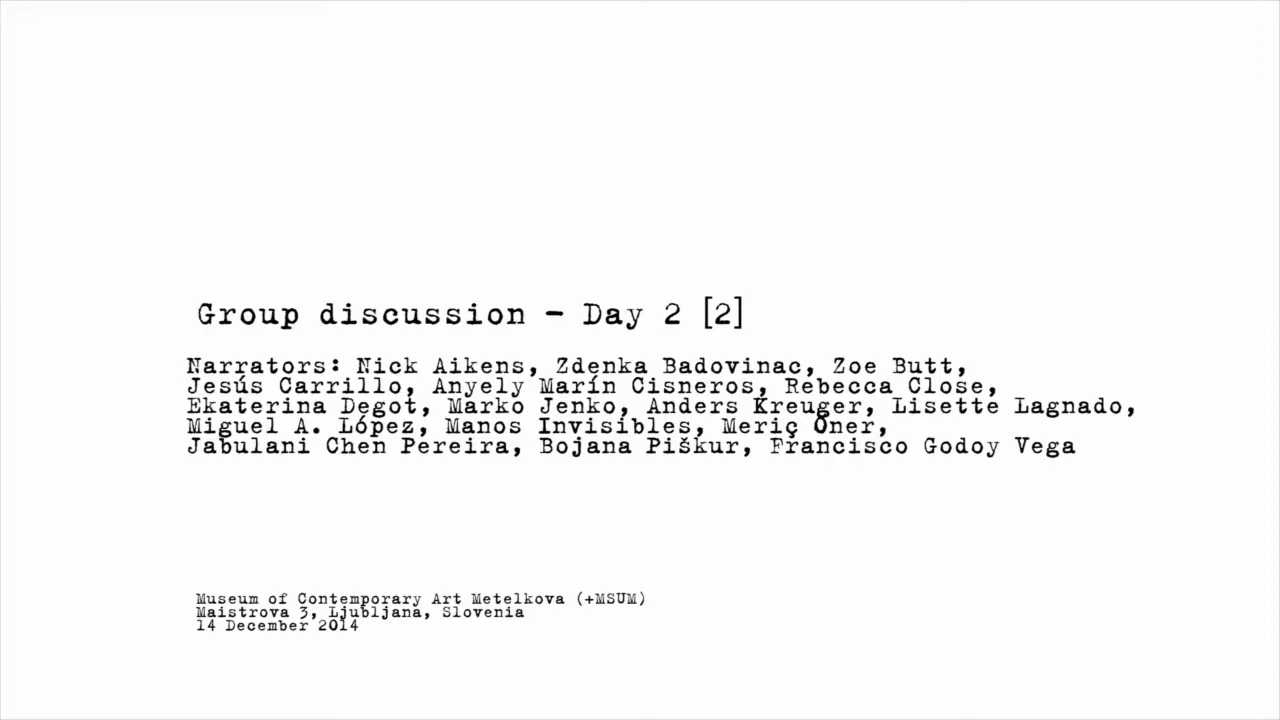 Group discussion – Day 2 [2]
Narrators: Nick Aikens, Zdenka Badovinac, Zoe Butt,
Jesús Carrillo, Anyely Marín Cisneros, Rebecca Close,
Ekaterina Degot, Marko Jenko, Anders Kreuger, Lisette Lagnado,
Miguel A. López, Manos Invisibles, Meriç Öner,
Jabulani Chen Pereira, Bojana Piškur, Francisco Godoy Vega
Museum of Contemporary Art Metelkova (+MSUM)
Maistrova 3, Ljubljana, Slovenia
14 December 2014